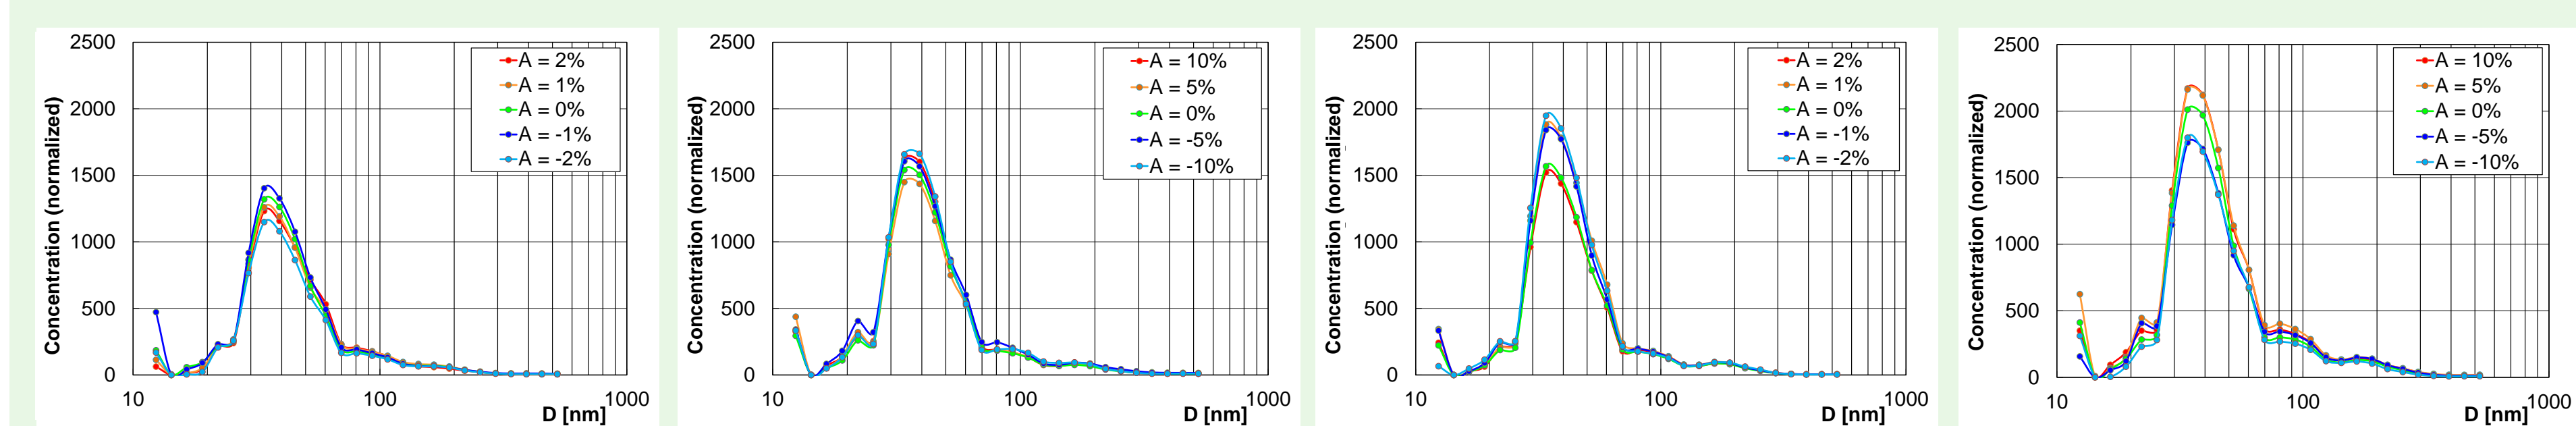 Concentration (normalized)
2500
2000
1500
1000
500
0
10
100
1000
D [nm]
A = 2%
A = 1%
A = 0%
A = -1%
A = -2%
Concentration (normalized)
2500
2000
1500
1000
500
0
10
100
1000
D [nm]
A = 10%
A = 5%
A = 0%
A = -5%
A = -10%
Concentration (normalized)
2500
2000
1500
1000
500
0
10
100
1000
D [nm]
A = 2%
A = 1%
A = 0%
A = -1%
A = -2%
Concentration (normalized)
2500
2000
1500
1000
500
0
10
100
1000
D [nm]
A = 10%
A = 5%
A = 0%
A = -5%
A = -10%